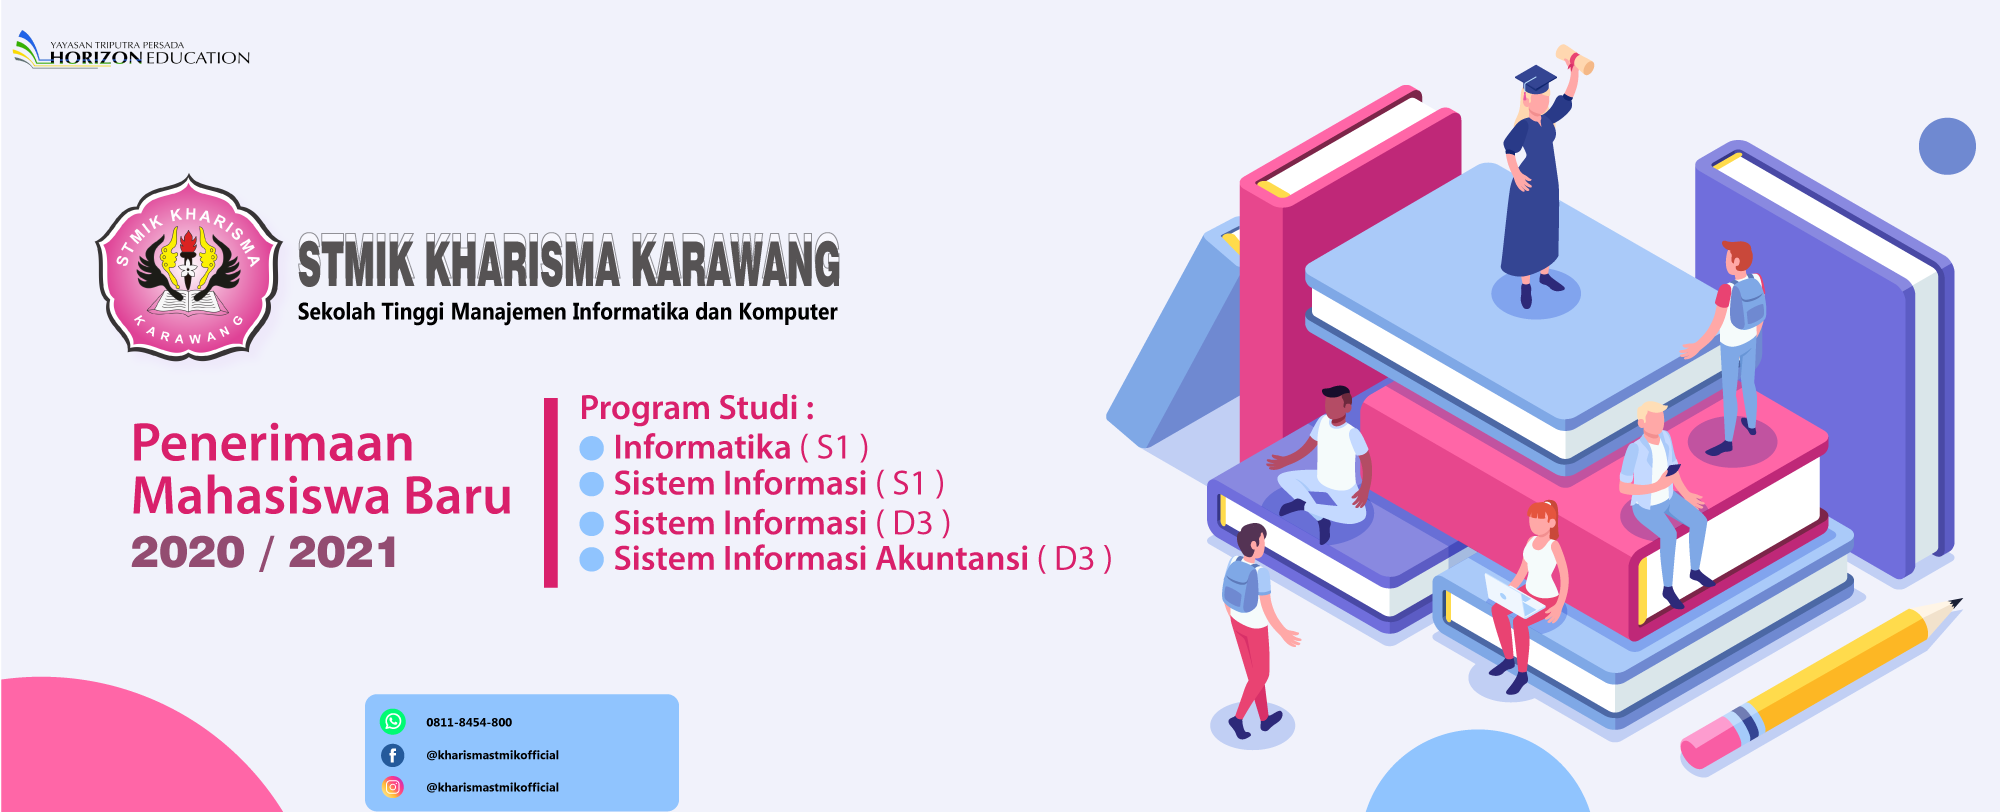 YAYASAN TRIPUTRA PERSADA
HORIZON EDUCATION
STMIK KHARISMA
KARAWANG
STMIK KHARISMA KARAWANG
Sekolah Tinggi Manajemen Informatika dan Komputer
Penerimaan
Mahasiswa Baru
2020 / 2021
Program Studi :
Informatika ( S1 )
Sistem Informasi ( S1 )
Sistem Informasi ( D3 )
Sistem Informasi Akuntansi ( D3 )
0811-8454-800
@kharismastmikofficial
@kharismastmikofficial